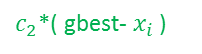 c₂*( gbest- xᵢ )